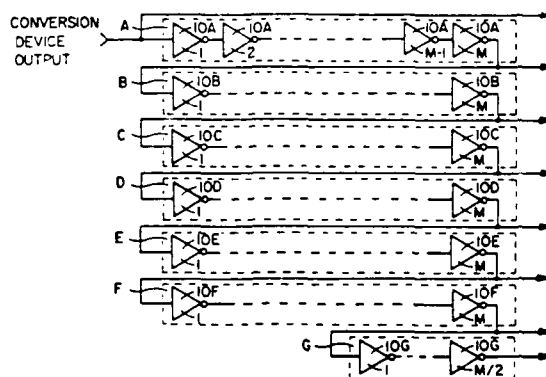 CONVERSION
DEVICE
OUTPUT
A 10A 10A 10A 10A
1 2 M-1 M
B 10B 10B
1 M
C 10C 10C
1 M
D 10D 10D
1 M
E 10E 10E
1 M
F 10F 10F
1 M
G 10G 10G
1 M/2